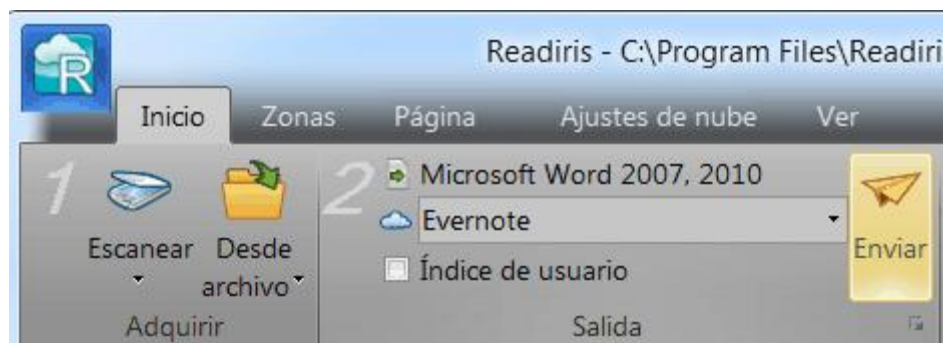 R
Readiris - C:\Program Files\Readiri
Inicio Zonas Página Ajustes de nube Ver
1 Escanear Desde archivo
2 Microsoft Word 2007, 2010
Evernote
Índice de usuario
Enviar
Adquirir Salida